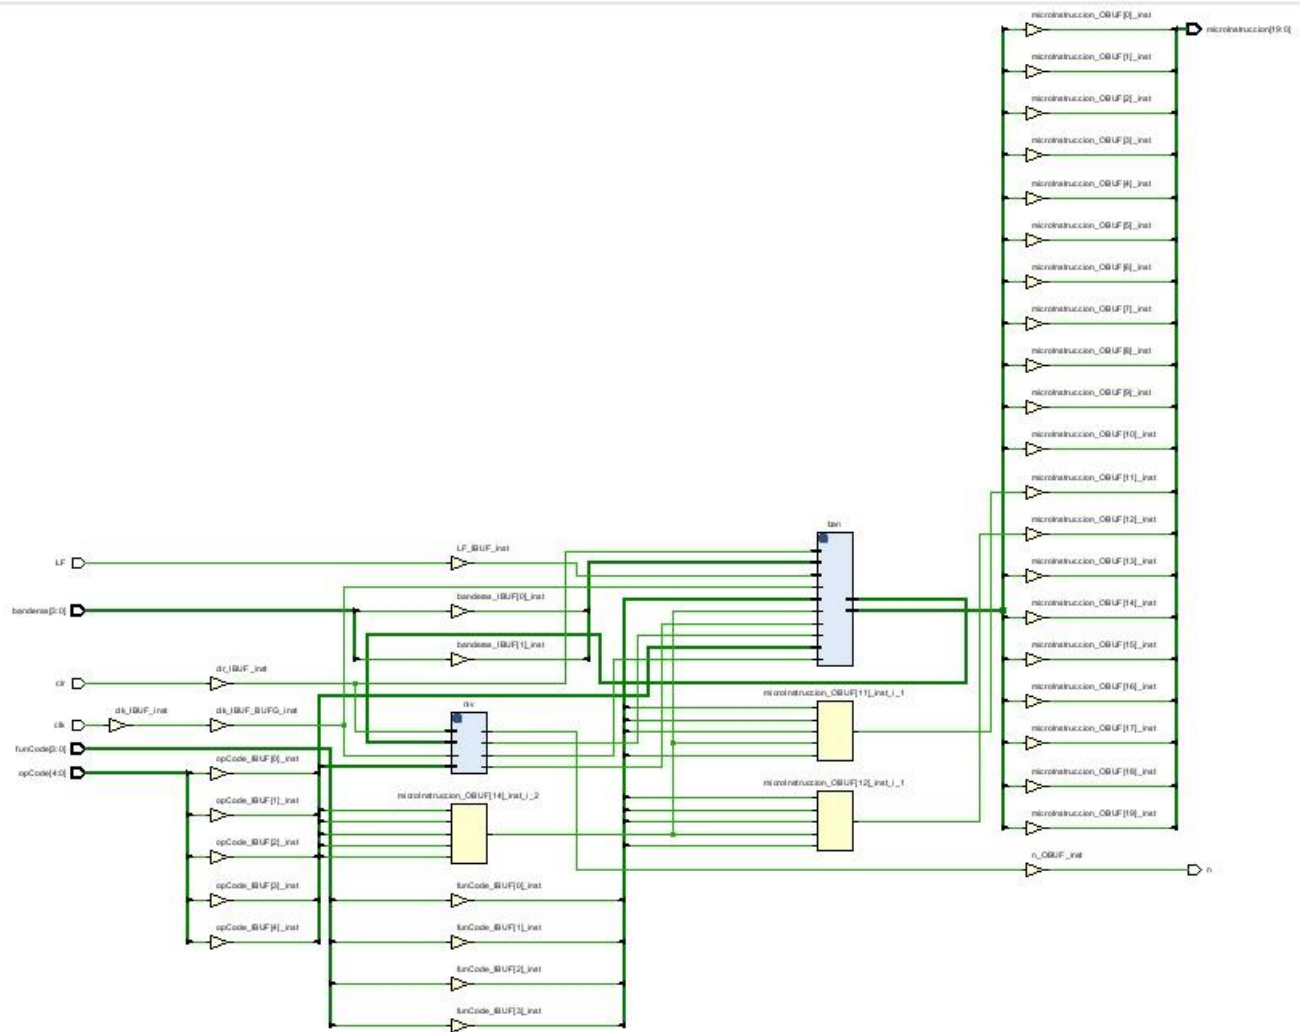 microInstruccion_OBUF[0]_inst
microInstruccion[19:0]
microInstruccion_OBUF[1]_inst
microInstruccion_OBUF[2]_inst
microInstruccion_OBUF[3]_inst
microInstruccion_OBUF[4]_inst
microInstruccion_OBUF[5]_inst
microInstruccion_OBUF[6]_inst
microInstruccion_OBUF[7]_inst
microInstruccion_OBUF[8]_inst
microInstruccion_OBUF[9]_inst
microInstruccion_OBUF[10]_inst
microInstruccion_OBUF[11]_inst
microInstruccion_OBUF[12]_inst
ban
LF
LF_IBUF_inst
microInstruccion_OBUF[13]_inst
banderas[3:0]
banderas_IBUF[0]_inst
microInstruccion_OBUF[14]_inst
banderas_IBUF[1]_inst
microInstruccion_OBUF[15]_inst
clr
clr_IBUF_inst
microInstruccion_OBUF[11]_inst_i_1
microInstruccion_OBUF[16]_inst
niv
clk
clk_IBUF_inst
clk_IBUF_BUFG_inst
microInstruccion_OBUF[17]_inst
funCode[3:0]
opCode[4:0]
opCode_IBUF[0]_inst
microInstruccion_OBUF[12]_inst_i_1
microInstruccion_OBUF[18]_inst
opCode_IBUF[1]_inst
microInstruccion_OBUF[14]_inst_i_2
microInstruccion_OBUF[19]_inst
opCode_IBUF[2]_inst
n_OBUF_inst
n
opCode_IBUF[3]_inst
funCode_IBUF[0]_inst
opCode_IBUF[4]_inst
funCode_IBUF[1]_inst
funCode_IBUF[2]_inst
funCode_IBUF[3]_inst